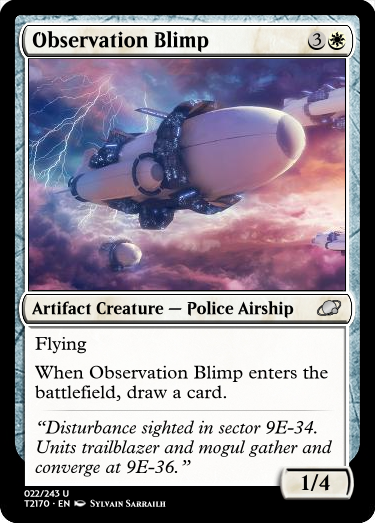 Observation Blimp 3
Artifact Creature — Police Airship
Flying
When Observation Blimp enters the
battlefield, draw a card.
“Disturbance sighted in sector 9E-34.
Units trailblazer and mogul gather and
converge at 9E-36.”
1/4
022/243 U
T2170 · EN Sylvain Sarrailh